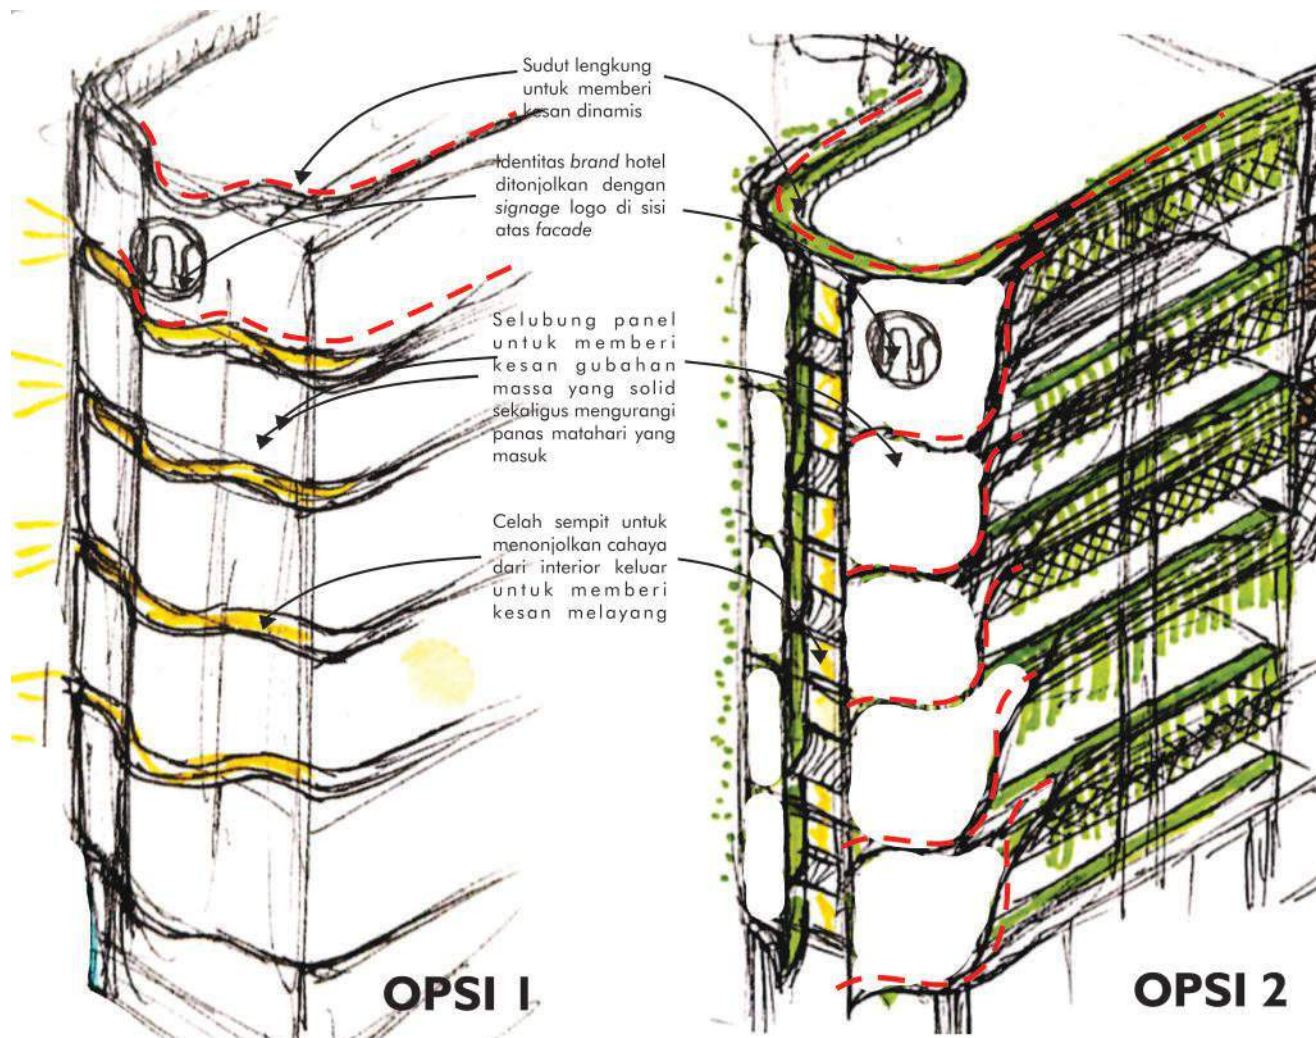 Sudut lengkung
untuk memberi
kesan dinamis
Identitas brand hotel
ditonjolkan dengan
signage logo di sisi
atas facade
Selubung panel
untuk memberi
kesan gubahan
massa yang solid
sekaligus mengurangi
panas matahari yang
masuk
Celah sempit untuk
menonjolkan cahaya
dari interior keluar
untuk memberi
kesan melayang
OPSI 1
OPSI 2